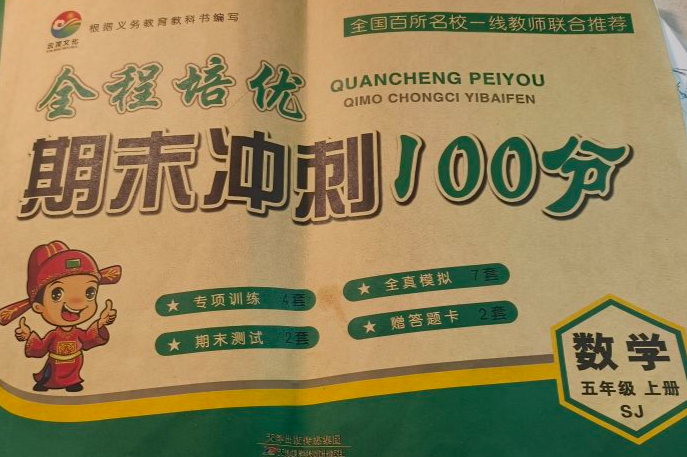 根据义务教育教科书编写
全国百所名校一线教师联合推荐
全程培优
QUANCHENG PEIYOU
QIMO CHONGCI YIBAIFEN
期末冲刺100分
★ 专项训练 4套
★ 全真模拟 7套
★ 期末测试 2套
★ 赠答题卡 2套
数学
五年级 上册
SJ